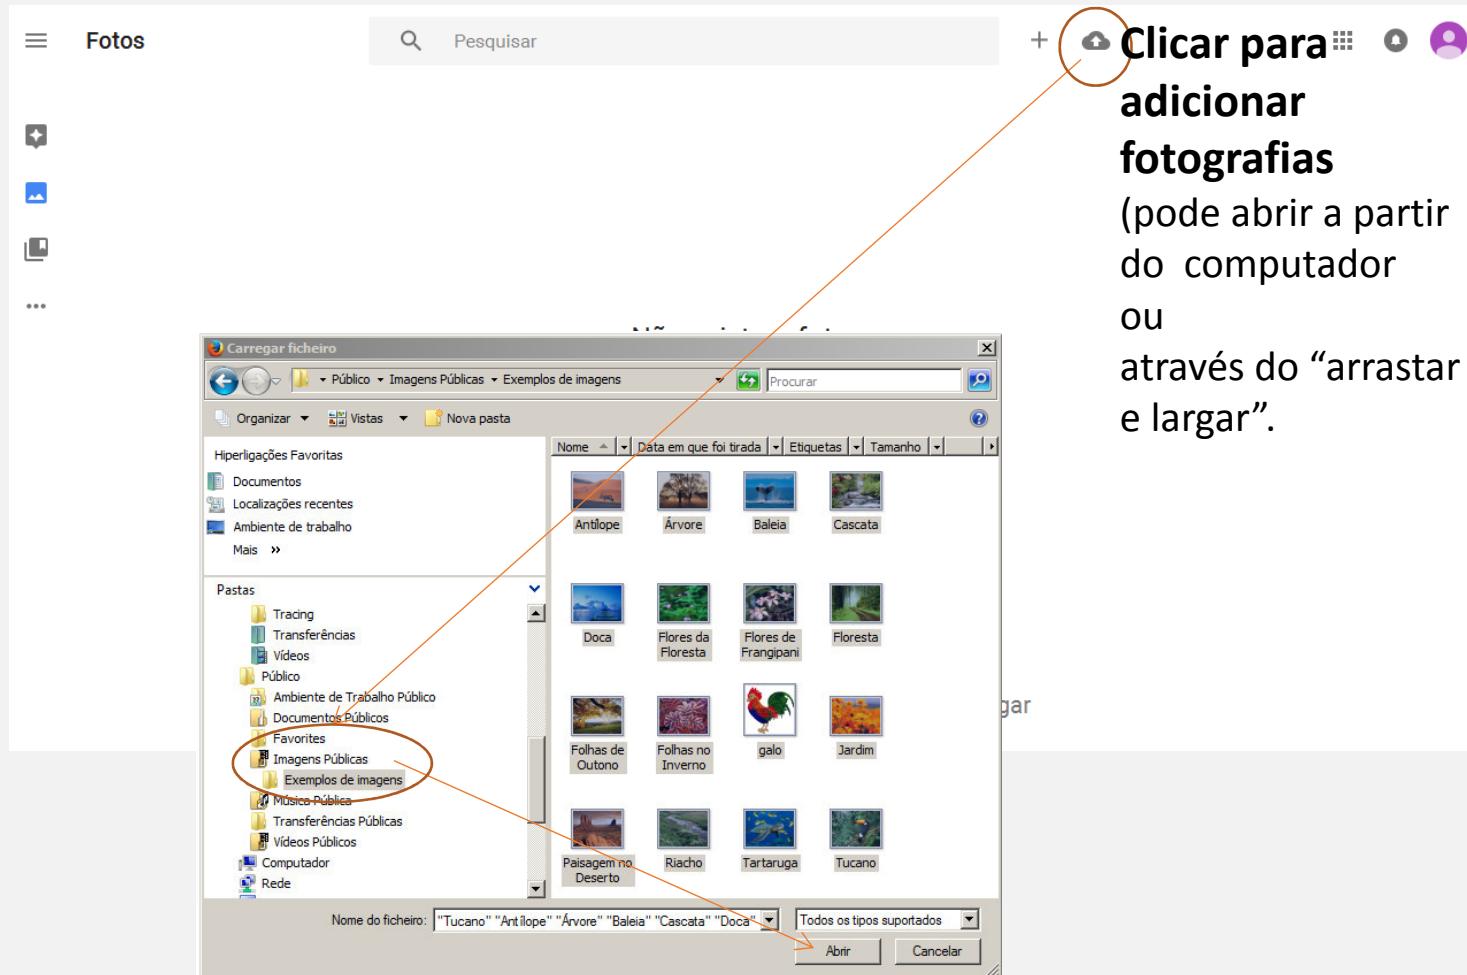 Fotos
Pesquisar
Clicar para
adicionar
fotografias
(pode abrir a partir
do computador
ou
através do “arrastar
e largar”.
Carregar ficheiro
Público
Imagens Públicas
Exemplos de imagens
Procurar
Organizar
Vistas
Nova pasta
Hiperligações Favoritas
Documentos
Localizações recentes
Ambiente de trabalho
Mais »
Pastas
Tracing
Transferências
Vídeos
Público
Ambiente de Trabalho Público
Documentos Públicos
Favorites
Imagens Públicas
Exemplos de imagens
Música Pública
Transferências Públicas
Vídeos Públicos
Computador
Rede
Nome
Data em que foi tirada
Etiquetas
Tamanho
Antílope
Árvore
Baleia
Cascata
Doca
Flores da
Floresta
Flores de
Frangipani
Floresta
Folhas de
Outono
Folhas no
Inverno
galo
Jardim
Paisagem no
Deserto
Riacho
Tartaruga
Tucano
gar
Nome do ficheiro:
"Tucano" "Antílope" "Árvore" "Baleia" "Cascata" "Doca"
Todos os tipos suportados
Abrir
Cancelar